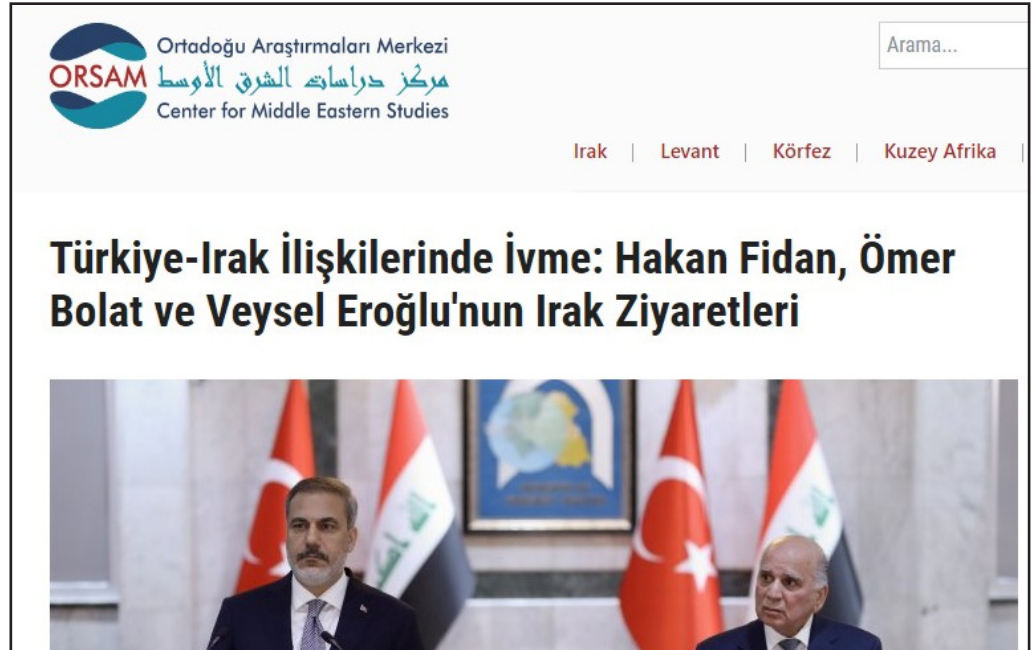 ORSAM
Ortadoğu Araştırmaları Merkezi
مركز دراسات الشرق الأوسط
Center for Middle Eastern Studies
Arama...
Irak | Levant | Körfez | Kuzey Afrika |
Türkiye-Irak İlişkilerinde İvme: Hakan Fidan, Ömer
Bolat ve Veysel Eroğlu'nun Irak Ziyaretleri